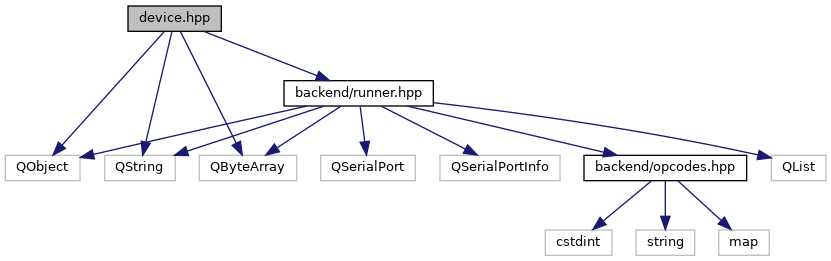 device.hpp
backend/runner.hpp
QObject
QString
QByteArray
QSerialPort
QSerialPortInfo
backend/opcodes.hpp
QList
cstdint
string
map